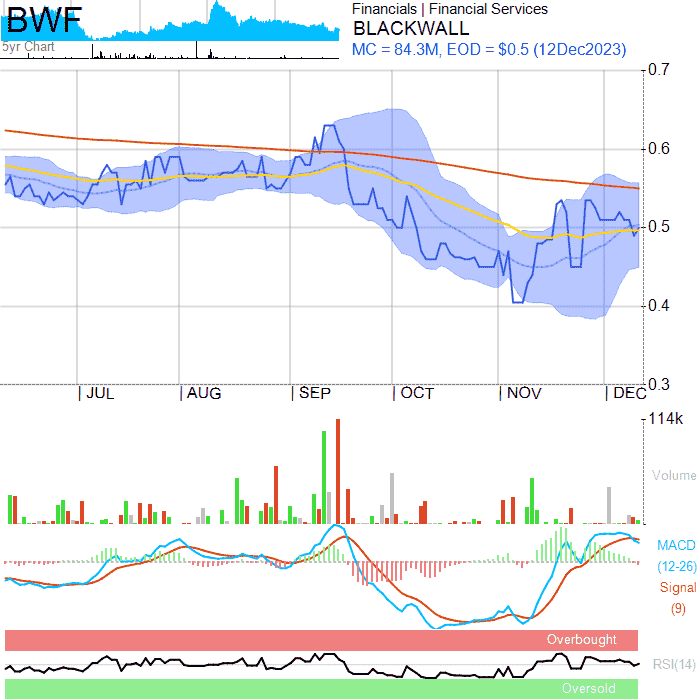 BWF
5yr Chart
Financials | Financial Services
BLACKWALL
MC = 84.3M, EOD = $0.5 (12Dec2023)
0.7
0.6
0.5
0.4
0.3
| JUL | AUG | SEP | OCT | NOV | DEC
114k
Volume
MACD
(12-26)
Signal
(9)
Overbought
RSI(14)
Oversold